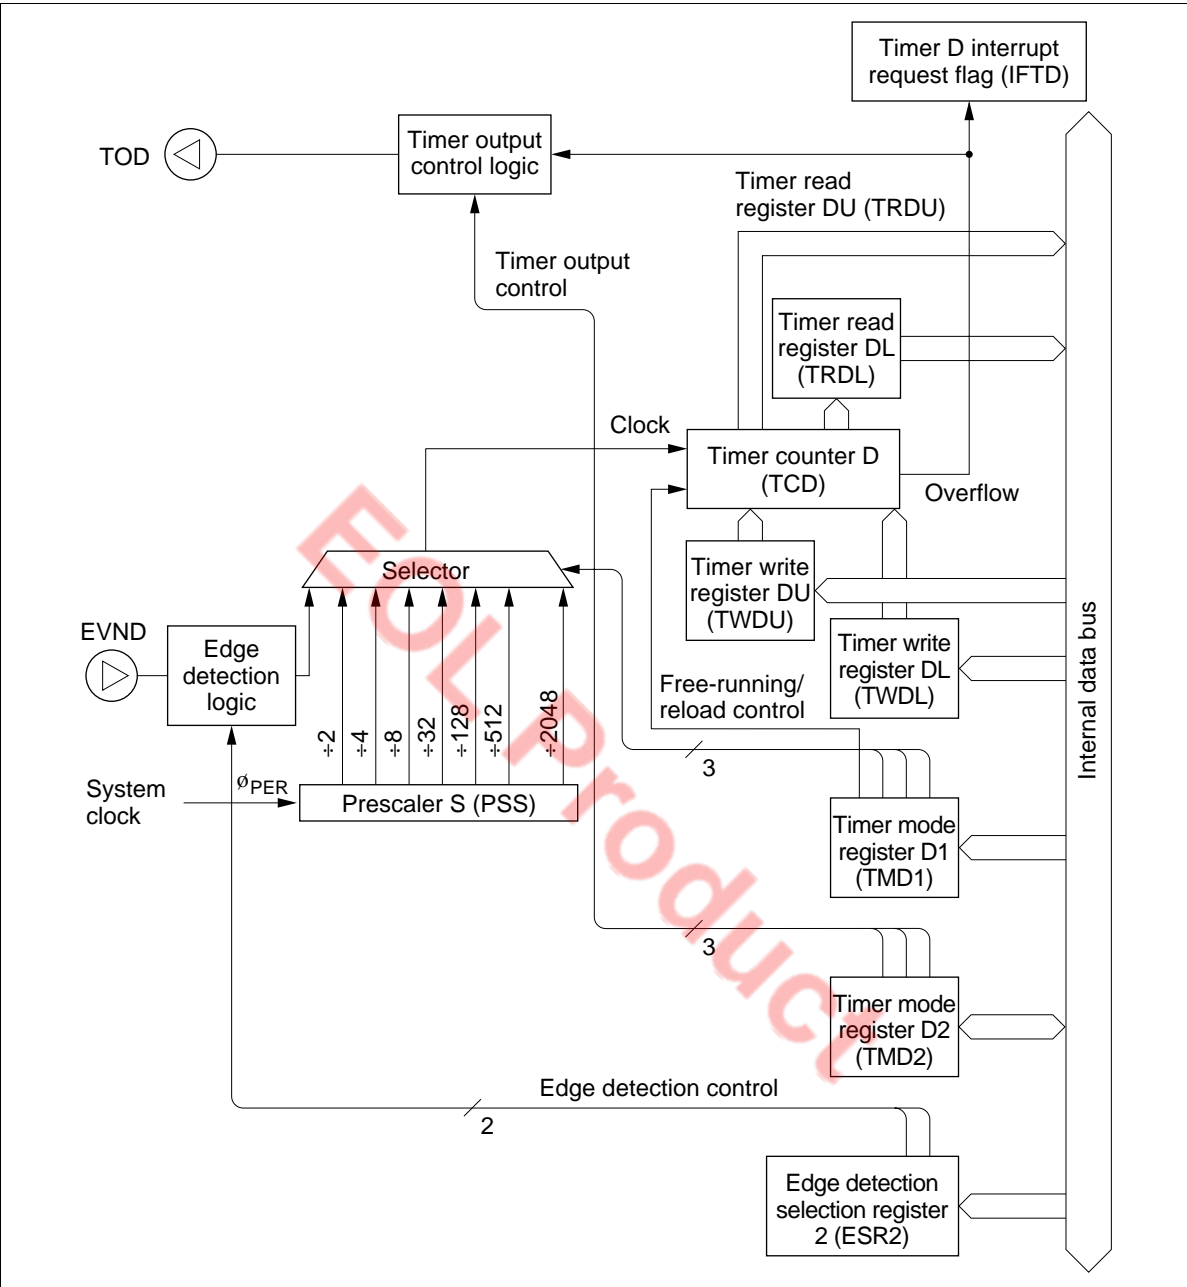 Timer D interrupt
request flag (IFTD)
TOD
Timer output
control logic
Timer read
register DU (TRDU)
Timer output
control
Timer read
register DL
(TRDL)
Clock
Timer counter D
(TCD)
Overflow
Selector
Timer write
register DU
(TWDU)
EVND
Edge
detection
logic
Timer write
register DL
(TWDL)
Free-running/
reload control
÷2
÷4
÷8
÷32
÷128
÷512
÷2048
3
Internal data bus
System
clock
øPER
Prescaler S (PSS)
Timer mode
register D1
(TMD1)
3
Timer mode
register D2
(TMD2)
Edge detection control
2
Edge detection
selection register
2 (ESR2)
EOL Product